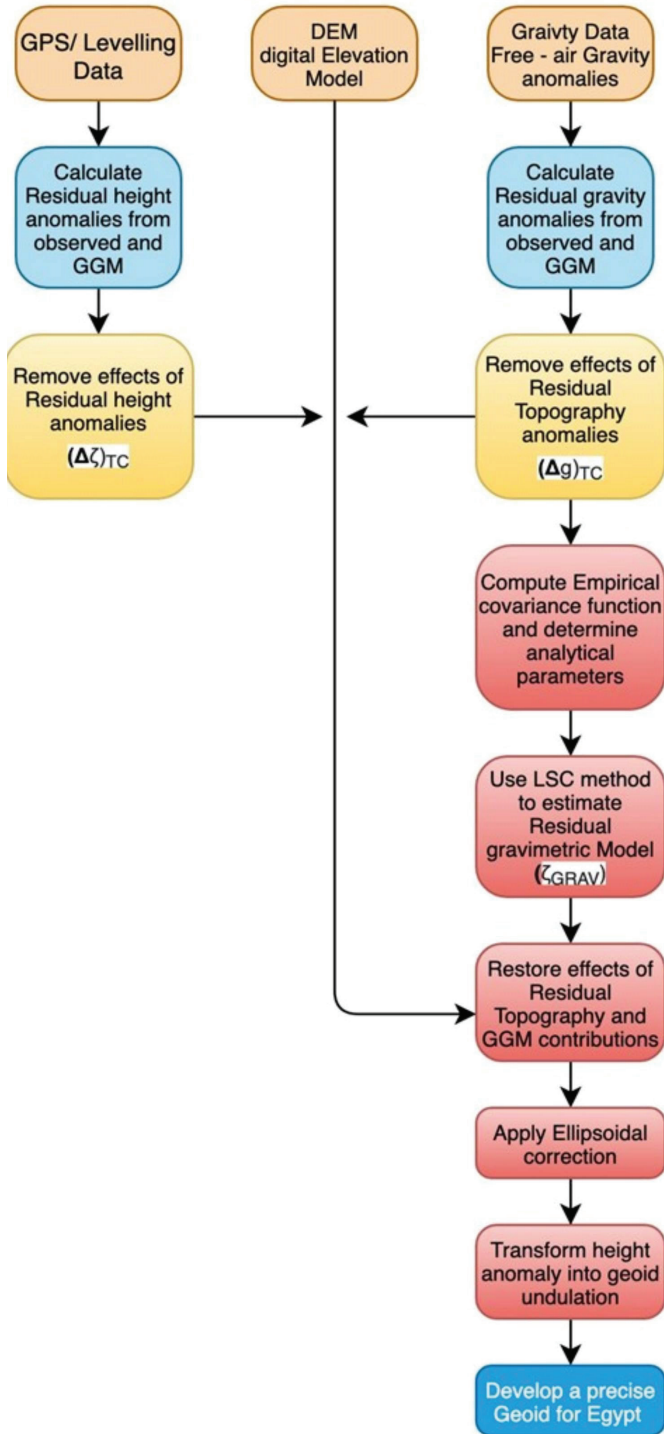 GPS/ Levelling
Data
DEM
digital Elevation
Model
Graivty Data
Free - air Gravity
anomalies
Calculate
Residual height
anomalies from
observed and
GGM
Calculate
Residual gravity
anomalies from
observed and
GGM
Remove effects of
Residual height
anomalies
(Δζ)TC
Remove effects of
Residual
Topography
anomalies
(Δg)TC
Compute Empirical
covariance function
and determine
analytical
parameters
Use LSC method
to estimate
Residual
gravimetric Model
(ζGRAV)
Restore effects of
Residual
Topography and
GGM contributions
Apply Ellipsoidal
correction
Transform height
anomaly into geoid
undulation
Develop a precise
Geoid for Egypt